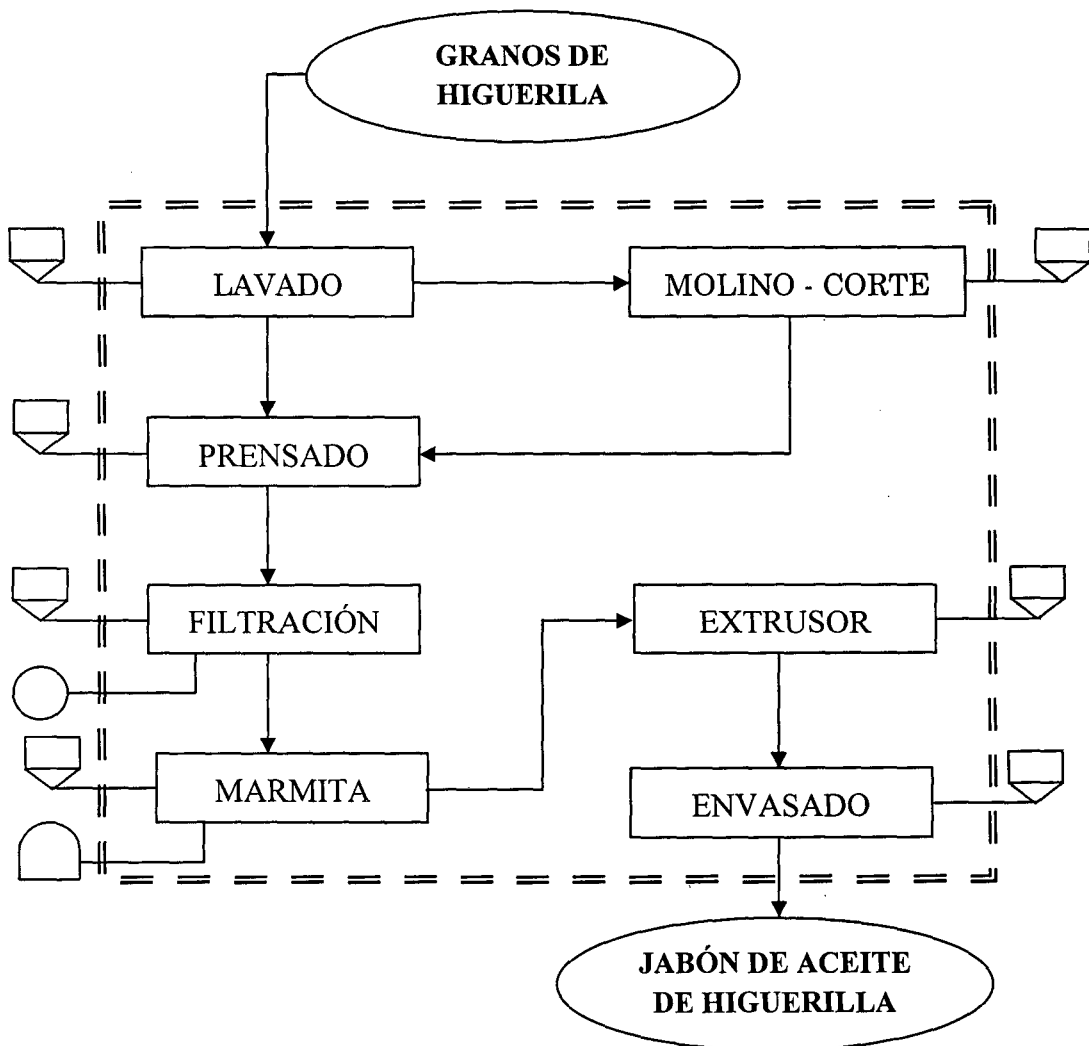 GRANOS DE
HIGUERILA
LAVADO
MOLINO - CORTE
PRENSADO
FILTRACIÓN
EXTRUSOR
MARMITA
ENVASADO
JABÓN DE ACEITE
DE HIGUERILLA